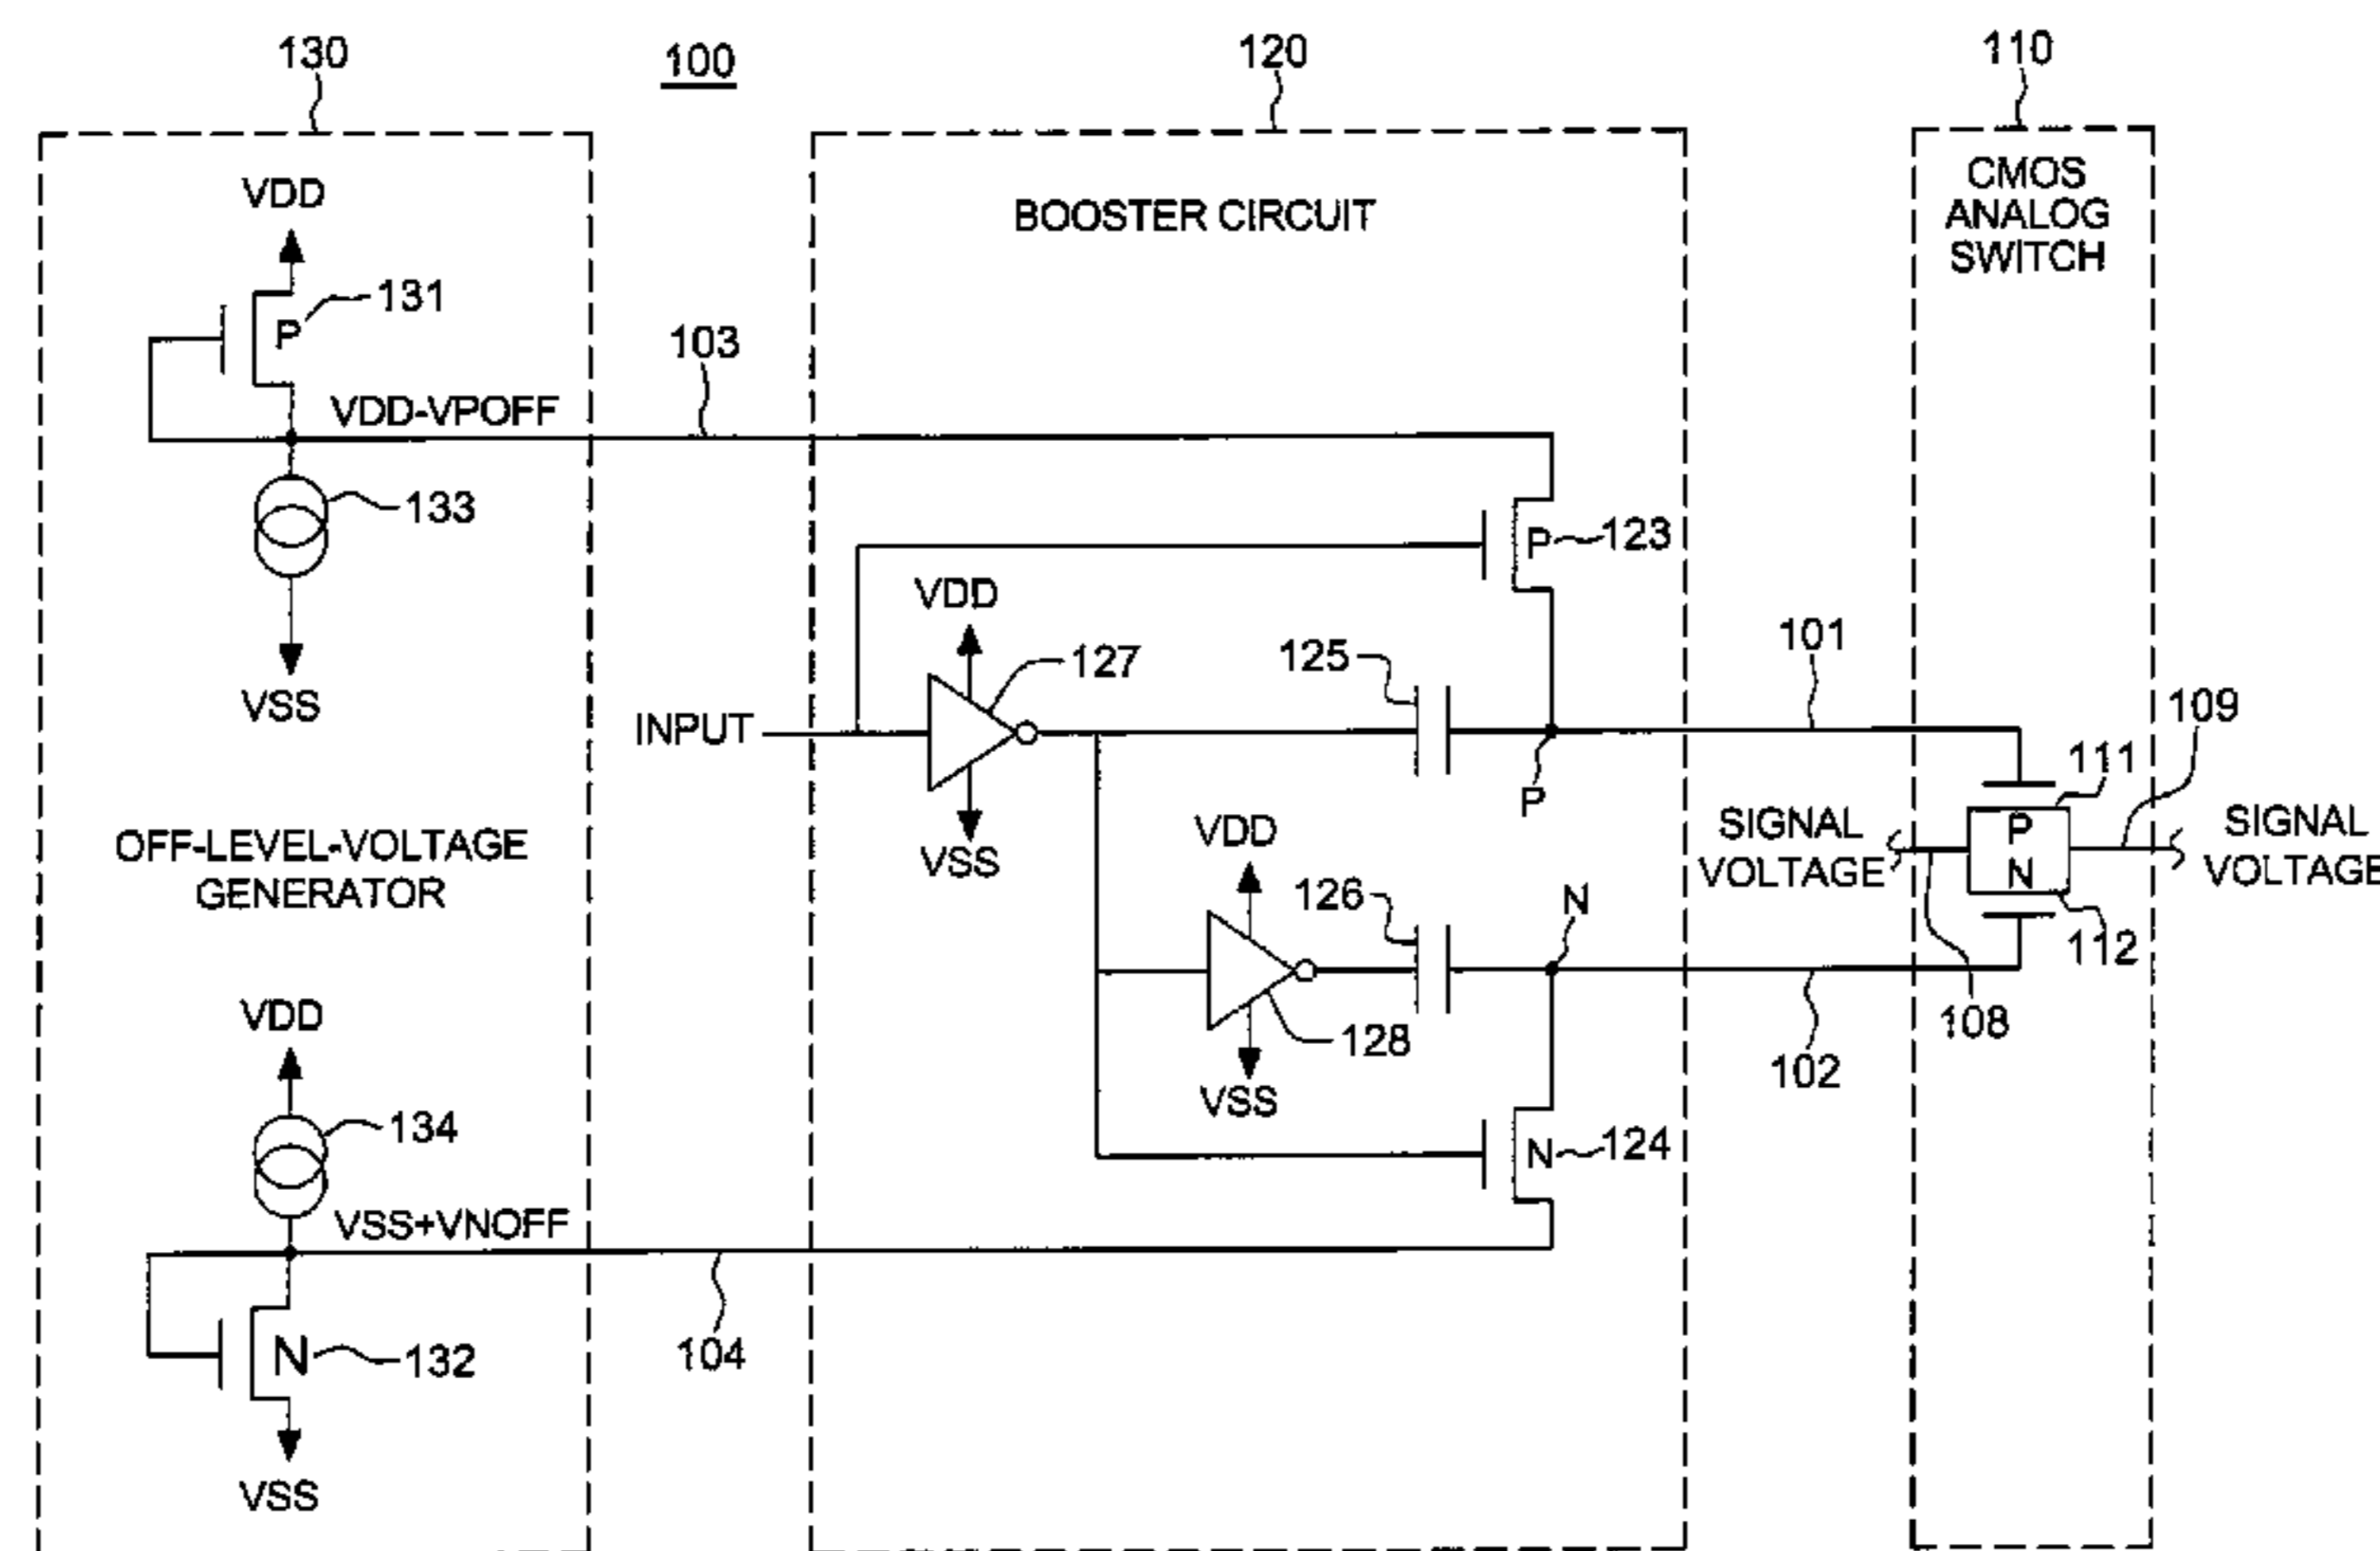 130
100
120
110
VDD
BOOSTER CIRCUIT
CMOS
ANALOG
SWITCH
P
131
103
VDD-VPOFF
133
P
123
VSS
VDD
127
125
101
INPUT
109
P
111
VSS
OFF-LEVEL-VOLTAGE
GENERATOR
VDD
126
N
SIGNAL
VOLTAGE
P
N
SIGNAL
VOLTAGE
112
128
108
102
VDD
VSS
134
N
124
VSS+VNOFF
104
N
132
VSS